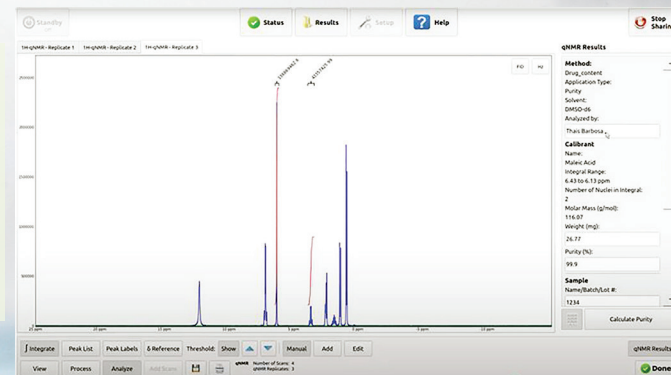 Standby
Status
Results
Setup
Help
Stop
Sharin
1H-qNMR - Replicate 1
1H-qNMR - Replicate 2
1H-qNMR - Replicate 3
FID
Hz
qNMR Results
Method:
Drug_content
Application Type:
Purity
Solvent:
DMSO-d6
Analyzed by:
Thais Barbosa
Calibrant
Name:
Maleic Acid
Integral Range:
6.43 to 6.13 ppm
Number of Nuclei in Integral:
2
Molar Mass (g/mol):
116.07
Weight (mg):
26.77
Purity (%):
99.9
Sample
Name/Batch/Lot #:
1234
Calculate Purity
Integrate
Peak List
Peak Labels
δ Reference
Threshold:
Show
Manual
Add
Edit
qNMR Results
View
Process
Analyze
Add Scans
qNMR
Number of Scans: 4
qNMR Replicates: 3
Done